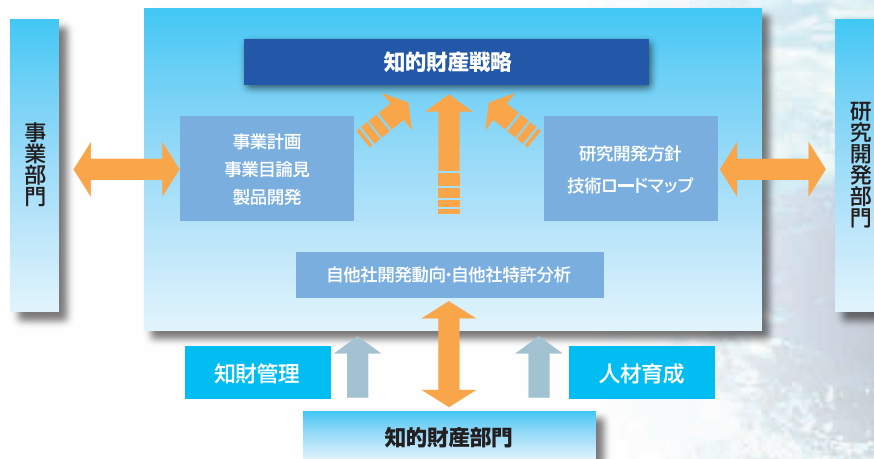 知的財産戦略
事業部門
事業計画
事業目論見
製品開発
研究開発方針
技術ロードマップ
研究開発部門
自他社開発動向・自他社特許分析
知財管理
人材育成
知的財産部門